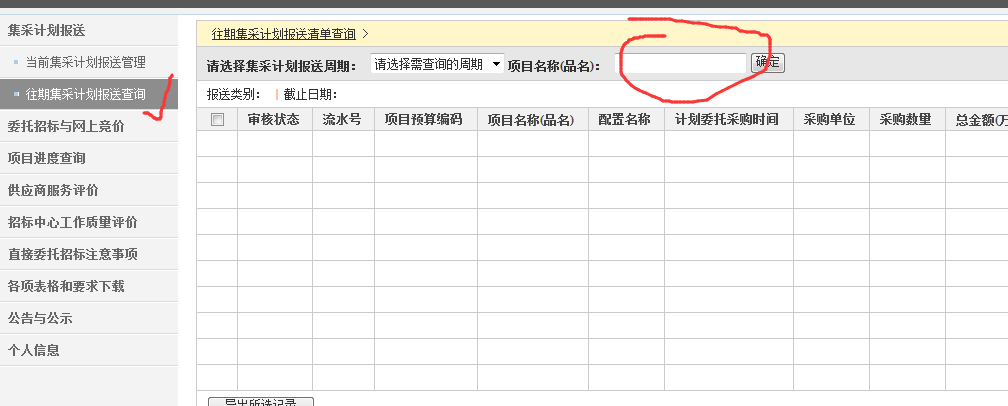 集采计划报送
当前集采计划报送管理
往期集采计划报送查询
委托招标与网上竞价
项目进度查询
供应商服务评价
招标中心工作质量评价
直接委托招标注意事项
各项表格和要求下载
公告与公示
个人信息
往期集采计划报送清单查询 >
请选择集采计划报送周期： 请选择需查询的周期 项目名称(品名)： 确定
报送类别： | 截止日期：
审核状态 流水号 项目预算编码 项目名称(品名) 配置名称 计划委托采购时间 采购单位 采购数量 总金额(万
导出所选记录